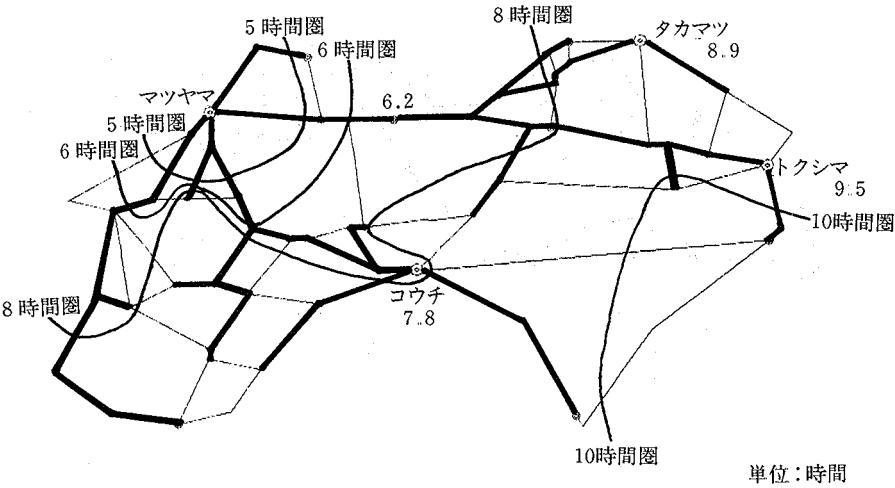 5時間圏
8時間圏
タカマツ
8.9
6時間圏
マツヤマ
6.2
5時間圏
6時間圏
トクシマ
9.5
10時間圏
コウチ
7.8
8時間圏
10時間圏
単位：時間